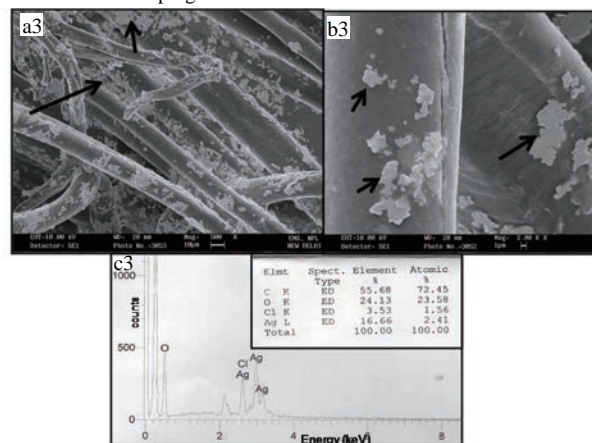 a3
EHT=10.00 kV WD= 20 mm Mag= 500 X EMS, NPL
Detector= SE1 Photo No.=3052 10µm NEW DELHI
b3
EHT=10.00 kV WD= 20 mm Mag= 2.00 K X
Detector= SE1 Photo No.=3053 1µm
c3
Elmt Spect. Element Atomic
Type % %
C K ED 55.68 72.45
O K ED 24.13 23.58
Cl K ED 3.53 1.56
Ag L ED 16.66 2.41
Total 100.00 100.00
1000
counts
500
O
Cl
Ag
Ag
Ag
0
0 2 4 6 8
Energy (keV)